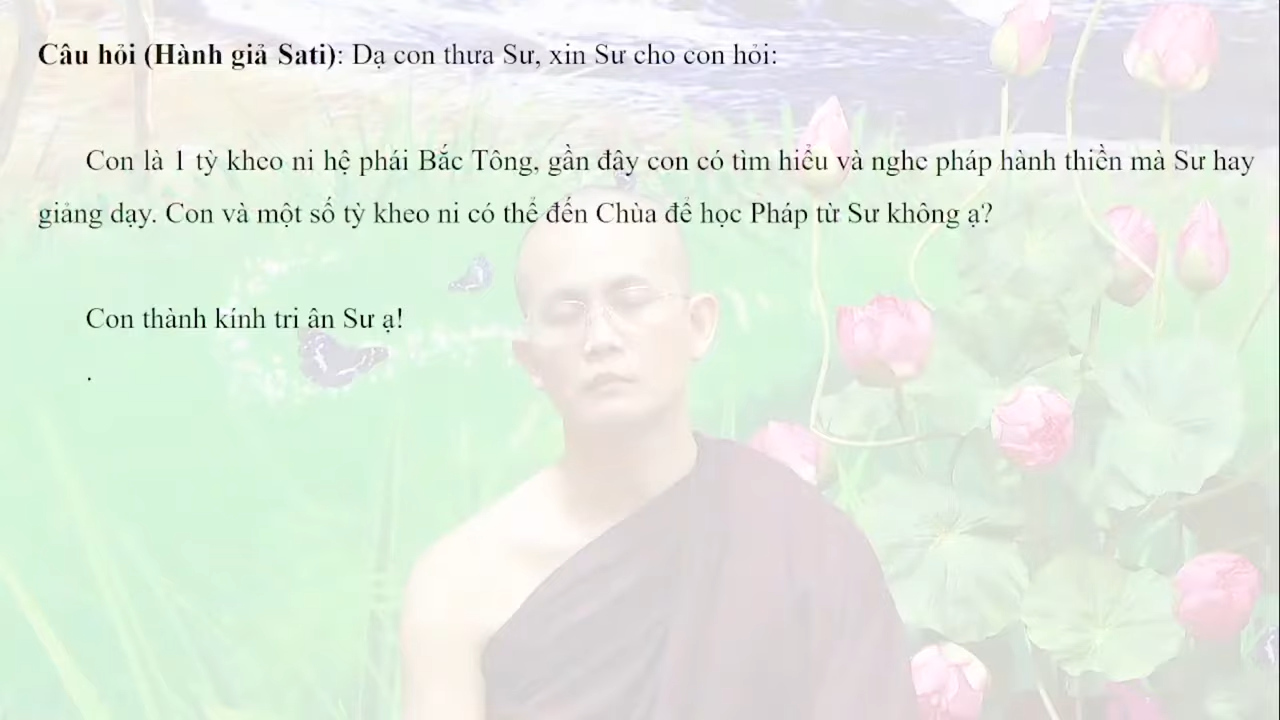 Câu hỏi (Hành giả Sati): Dạ con thưa Sư, xin Sư cho con hỏi:
Con là 1 tỳ kheo ni hệ phái Bắc Tông, gần đây con có tìm hiểu và nghe pháp hành thiền mà Sư hay
giảng dạy. Con và một số tỳ kheo ni có thể đến Chùa để học Pháp từ Sư không ạ?
Con thành kính tri ân Sư ạ!
.